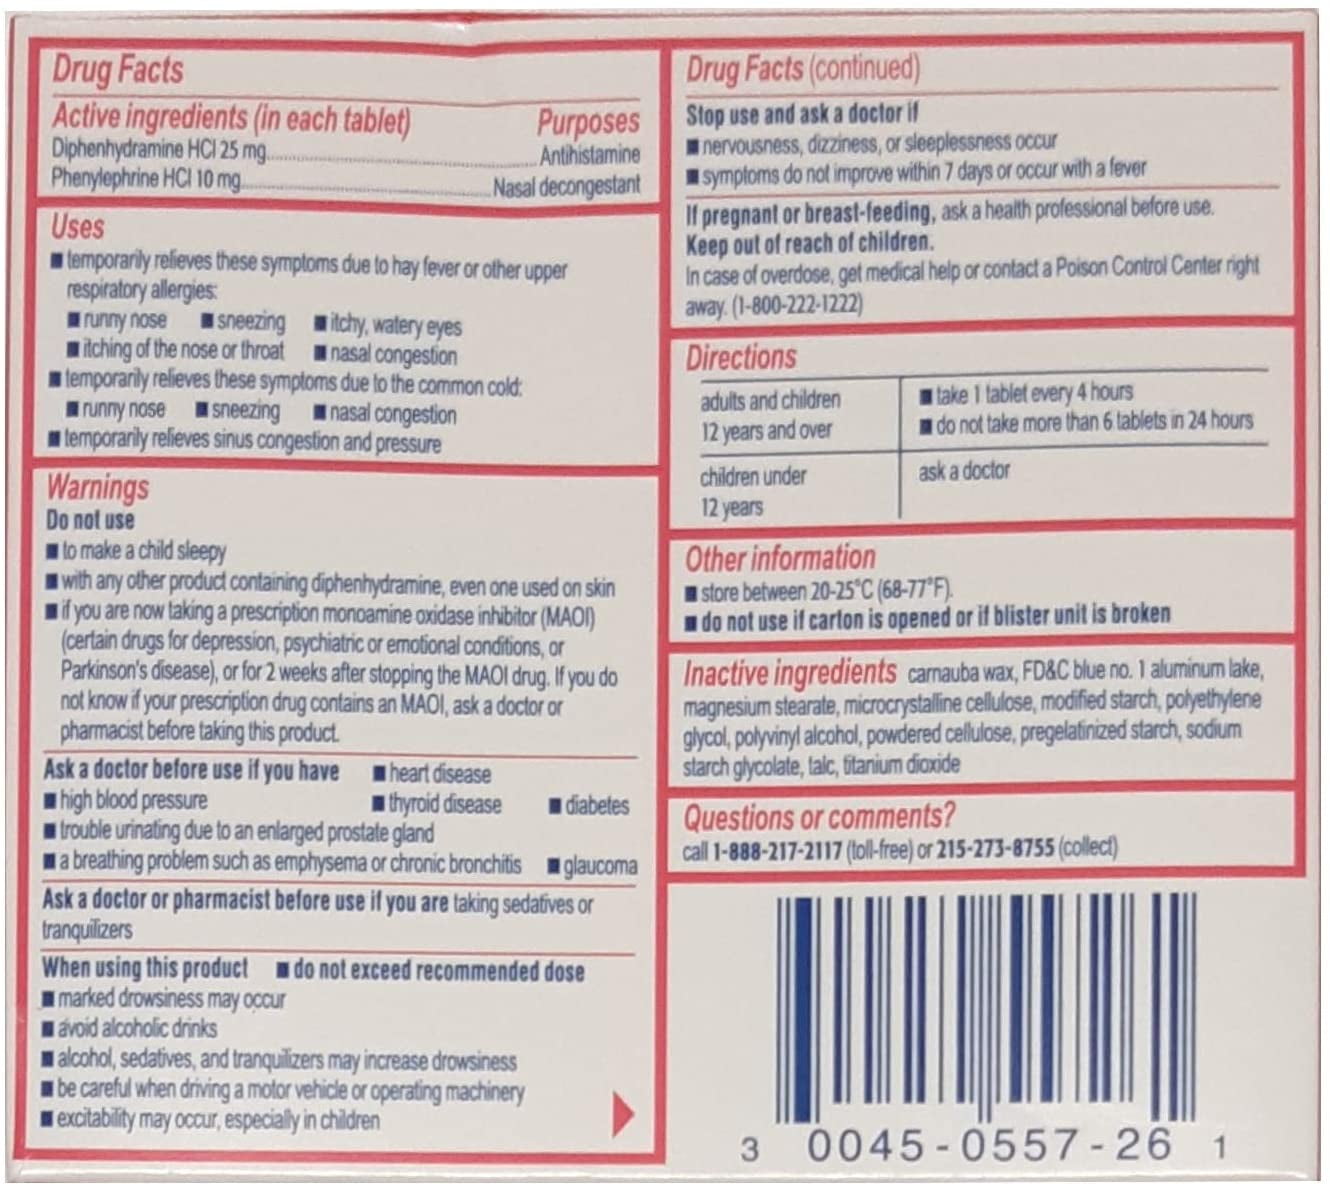 Drug Facts
Active ingredients (in each tablet) Purposes
Diphenhydramine HCl 25 mg Antihistamine
Phenylephrine HCl 10 mg Nasal decongestant
Uses
■ temporarily relieves these symptoms due to hay fever or other upper
respiratory allergies:
■ runny nose ■ sneezing ■ itchy, watery eyes
■ itching of the nose or throat ■ nasal congestion
■ temporarily relieves these symptoms due to the common cold:
■ runny nose ■ sneezing ■ nasal congestion
■ temporarily relieves sinus congestion and pressure
Warnings
Do not use
■ to make a child sleepy
■ with any other product containing diphenhydramine, even one used on skin
■ if you are now taking a prescription monoamine oxidase inhibitor (MAOI)
(certain drugs for depression, psychiatric or emotional conditions, or
Parkinson's disease), or for 2 weeks after stopping the MAOI drug. If you do
not know if your prescription drug contains an MAOI, ask a doctor or
pharmacist before taking this product.
Ask a doctor before use if you have ■ heart disease
■ high blood pressure ■ thyroid disease ■ diabetes
■ trouble urinating due to an enlarged prostate gland
■ a breathing problem such as emphysema or chronic bronchitis ■ glaucoma
Ask a doctor or pharmacist before use if you are taking sedatives or
tranquilizers
When using this product ■ do not exceed recommended dose
■ marked drowsiness may occur
■ avoid alcoholic drinks
■ alcohol, sedatives, and tranquilizers may increase drowsiness
■ be careful when driving a motor vehicle or operating machinery
■ excitability may occur, especially in children
Drug Facts (continued)
Stop use and ask a doctor if
■ nervousness, dizziness, or sleeplessness occur
■ symptoms do not improve within 7 days or occur with a fever
If pregnant or breast-feeding, ask a health professional before use.
Keep out of reach of children.
In case of overdose, get medical help or contact a Poison Control Center right
away. (1-800-222-1222)
Directions
adults and children
12 years and over
■ take 1 tablet every 4 hours
■ do not take more than 6 tablets in 24 hours
children under
12 years
ask a doctor
Other information
■ store between 20-25°C (68-77°F).
■ do not use if carton is opened or if blister unit is broken
Inactive ingredients carnauba wax, FD&C blue no. 1 aluminum lake,
magnesium stearate, microcrystalline cellulose, modified starch, polyethylene
glycol, polyvinyl alcohol, powdered cellulose, pregelatinized starch, sodium
starch glycolate, talc, titanium dioxide
Questions or comments?
call 1-888-217-2117 (toll-free) or 215-273-8755 (collect)
3 0045-0557-26 1